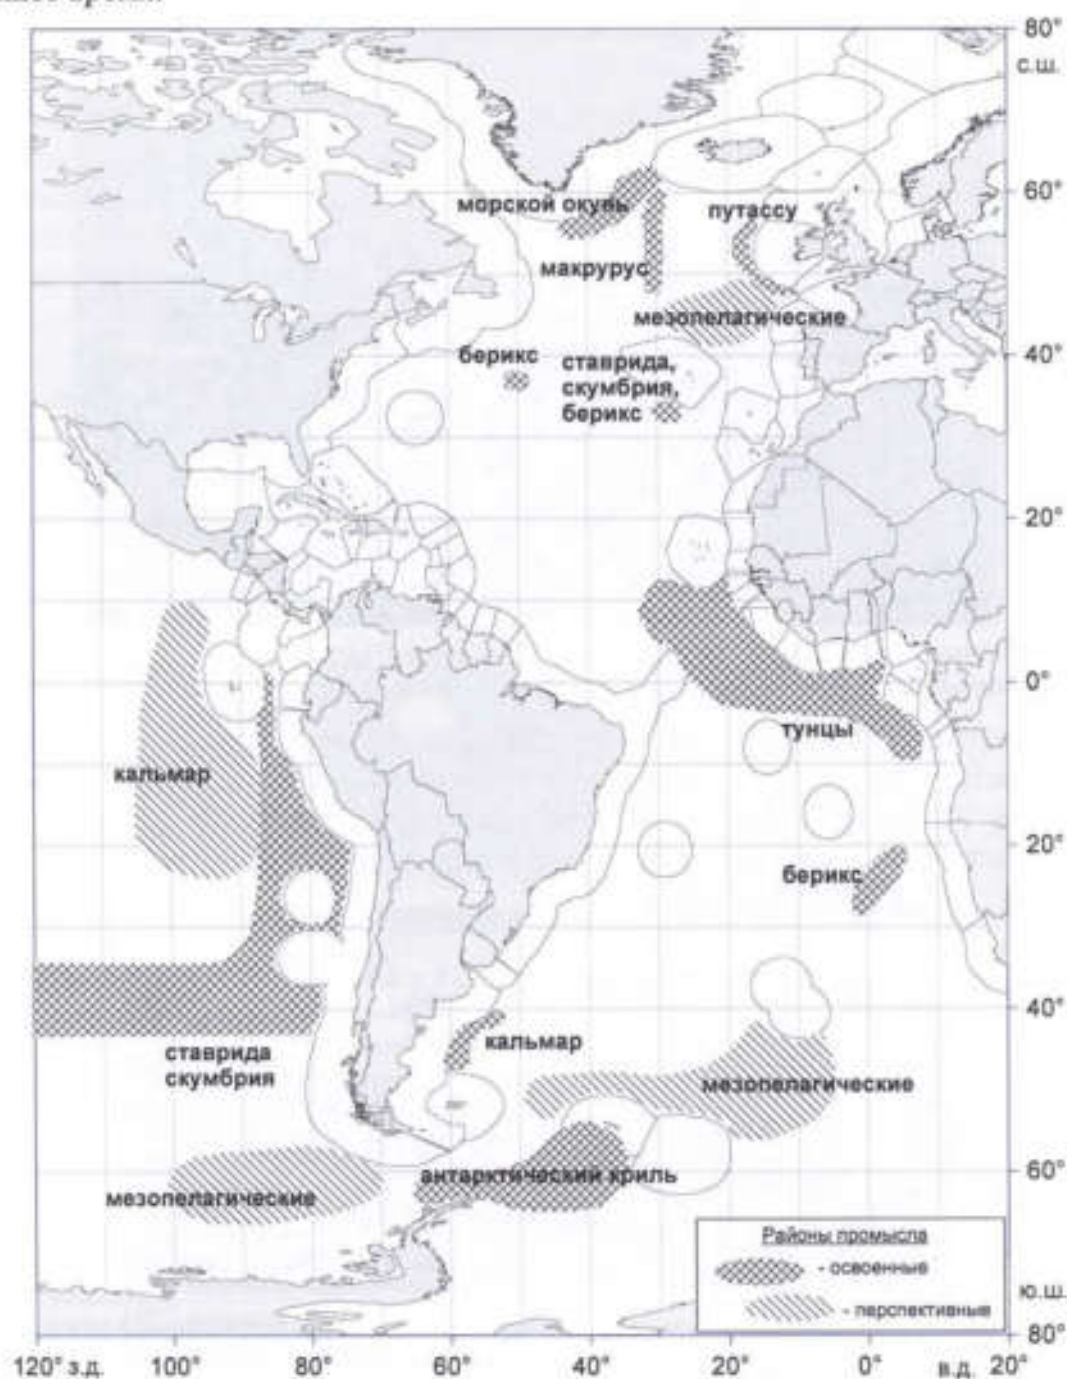 80°
с.ш.
60°
морской окунь
путассу
макрурус
мезопелагические
40°
берикс
ставрида,
скумбрия,
берикс
20°
0°
тунцы
кальмар
20°
берикс
40°
кальмар
ставрида
скумбрия
мезопелагические
60°
антарктический криль
мезопелагические
Районы промысла
- освоенные
- перспективные
ю.ш.
80°
120° з.д. 100° 80° 60° 40° 20° 0° в.д. 20°